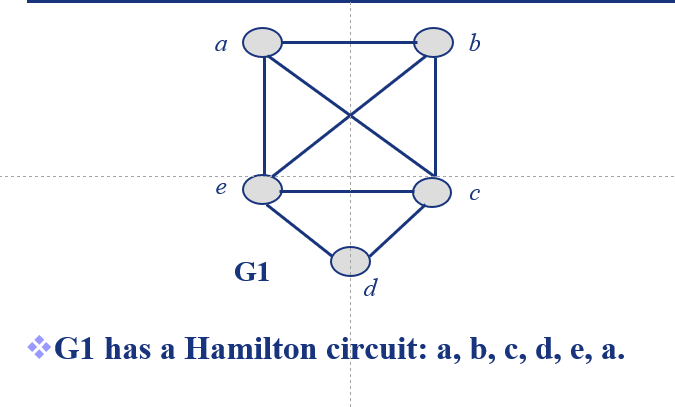 a b
e c
G1
d
G1 has a Hamilton circuit: a, b, c, d, e, a.